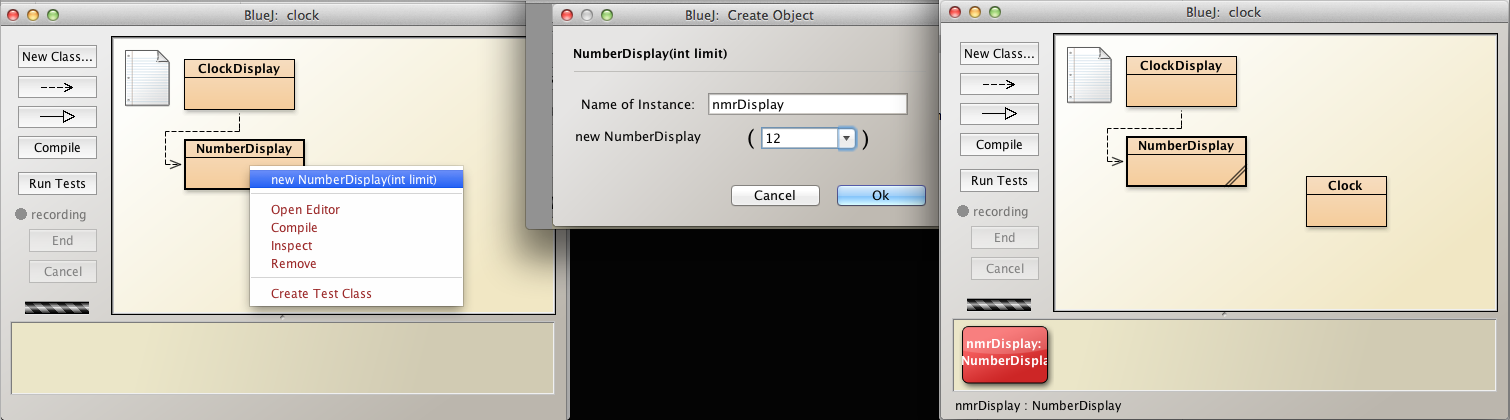 BlueJ: clock
New Class...
ClockDisplay
NumberDisplay
Compile
Run Tests
recording
End
Cancel
new NumberDisplay(int limit)
Open Editor
Compile
Inspect
Remove
Create Test Class
BlueJ: Create Object
NumberDisplay(int limit)
Name of Instance: nmrDisplay
new NumberDisplay ( 12 )
Cancel
Ok
BlueJ: clock
New Class...
ClockDisplay
NumberDisplay
Compile
Run Tests
Clock
recording
End
Cancel
nmrDisplay:
NumberDispla
nmrDisplay : NumberDisplay